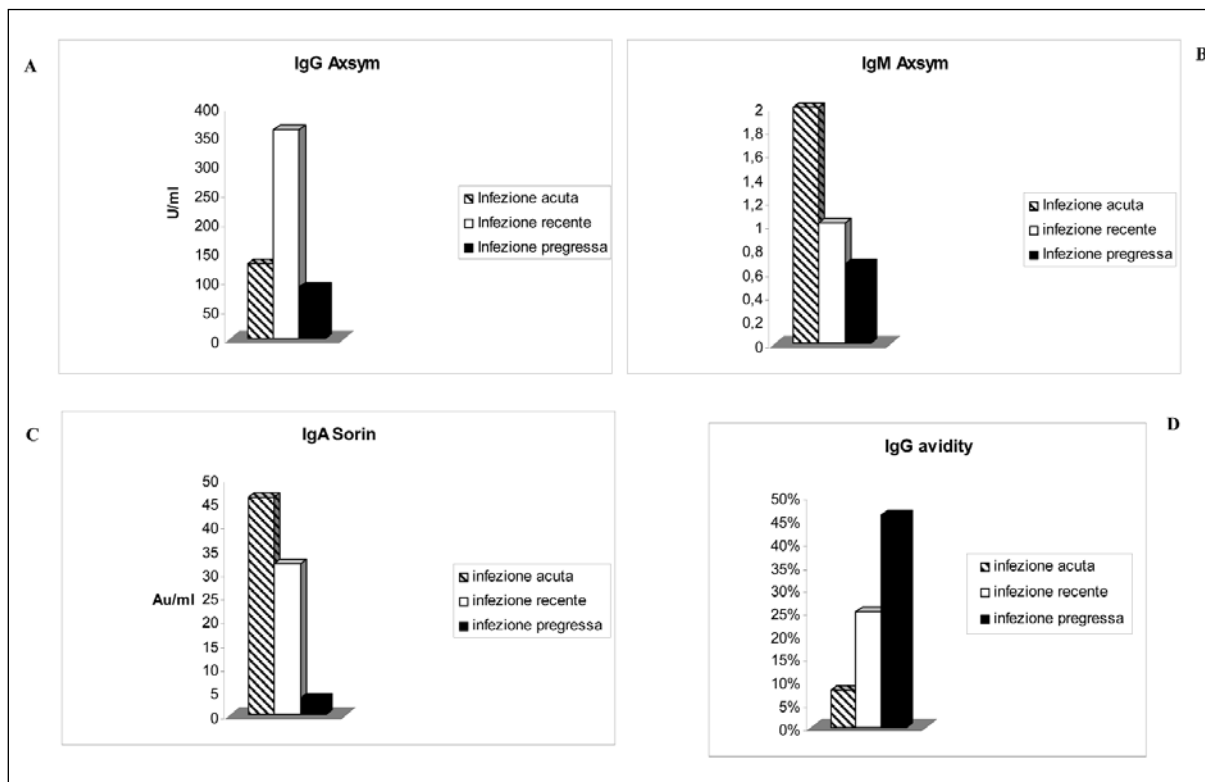 A
IgG Axsym
400
350
300
250
200
150
100
50
0
U/ml
Infezione acuta
Infezione recente
Infezione pregressa
B
IgM Axsym
2
1,8
1,6
1,4
1,2
1
0,8
0,6
0,4
0,2
0
Infezione acuta
infezione recente
Infezione pregressa
C
IgA Sorin
50
45
40
35
30
25
20
15
10
5
0
Au/ml
infezione acuta
infezione recente
infezione pregressa
D
IgG avidity
50%
45%
40%
35%
30%
25%
20%
15%
10%
5%
0%
infezione acuta
infezione recente
infezione pregressa